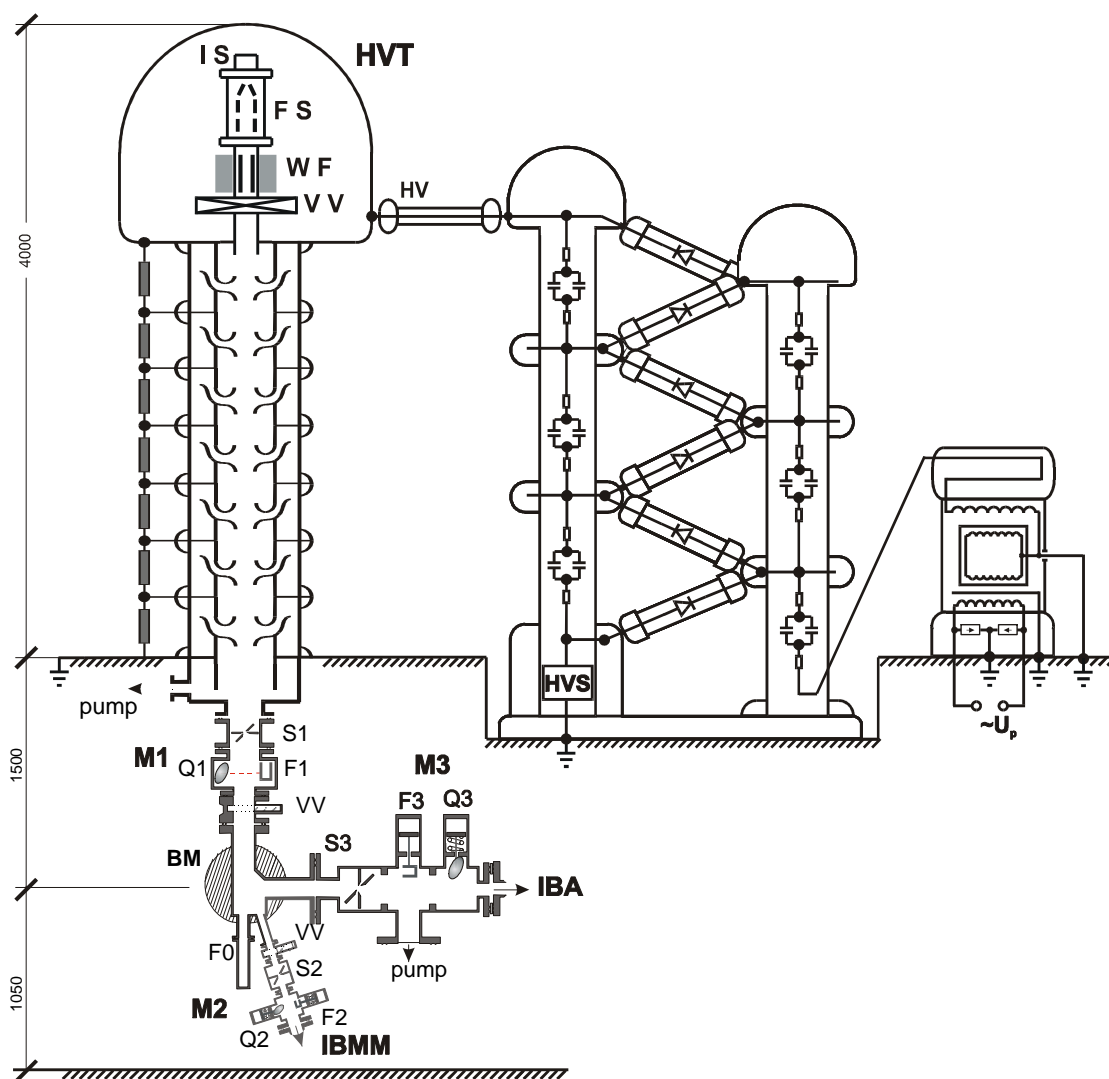 I S
HVT
F S
W F
V V
HV
4000
HVS
pump
~Up
S1
M1
Q1
F1
M3
1500
F3
Q3
VV
S3
BM
IBA
VV
F0
S2
pump
1050
M2
F2
Q2
IBMM